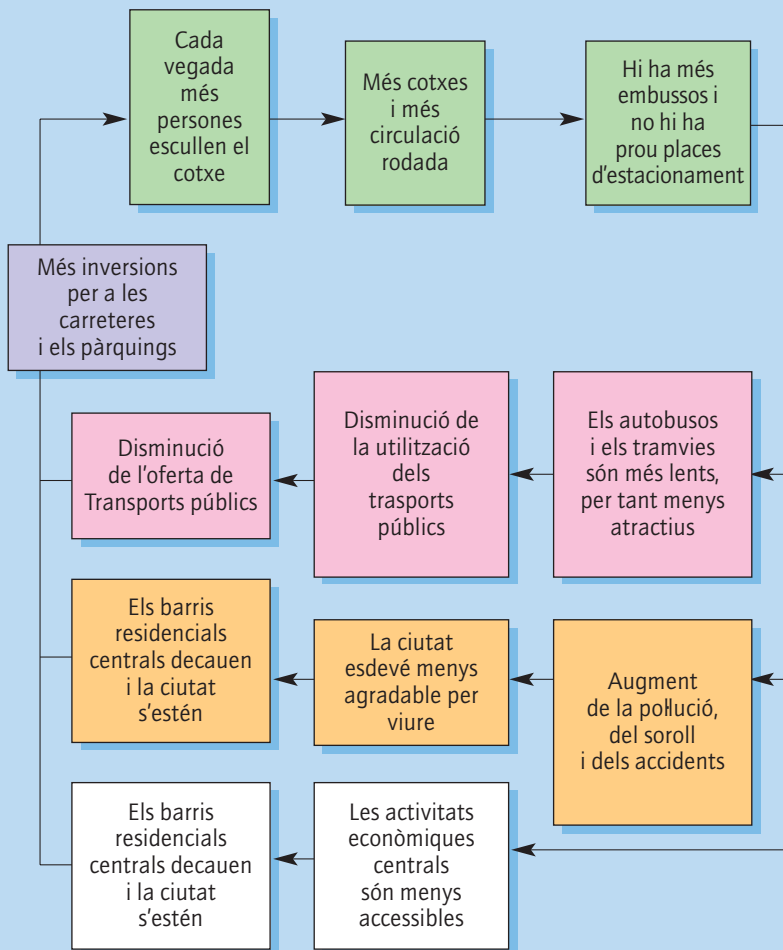 Cada
vegada
més
persones
escullen el
cotxe
Més cotxes
i més
circulació
rodada
Hi ha més
embussos i
no hi ha
prou places
d'estacionament
Més inversions
per a les
carreteres
i els pàrquings
Disminució
de l'oferta de
Transports públics
Disminució de
la utilització
dels
trasports
públics
Els autobusos
i els tramvies
són més lents,
per tant menys
atractius
Els barris
residencials
centrals decauen
i la ciutat
s'estén
La ciutat
esdevé menys
agradable per
viure
Augment
de la pol·lució,
del soroll
i dels accidents
Els barris
residencials
centrals decauen
i la ciutat
s'estén
Les activitats
econòmiques
centrals
són menys
accessibles